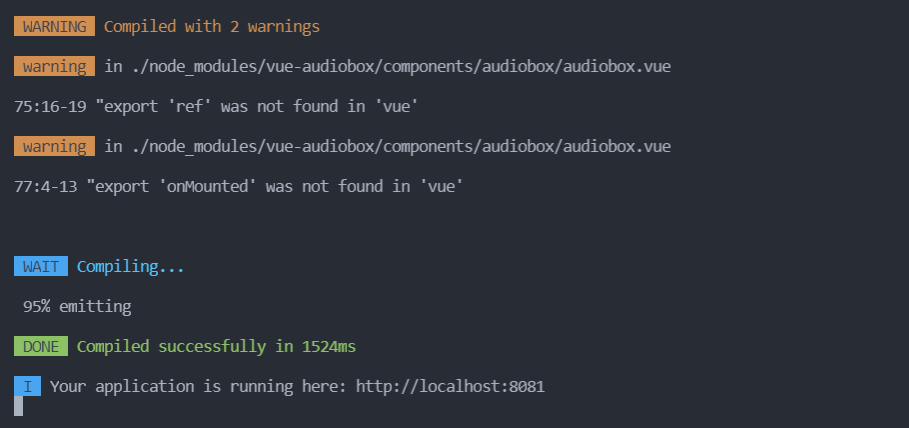 WARNING Compiled with 2 warnings
warning in ./node_modules/vue-audiobox/components/audiobox/audiobox.vue
75:16-19 "export 'ref' was not found in 'vue'
warning in ./node_modules/vue-audiobox/components/audiobox/audiobox.vue
77:4-13 "export 'onMounted' was not found in 'vue'
WAIT Compiling...
95% emitting
DONE Compiled successfully in 1524ms
I Your application is running here: http://localhost:8081